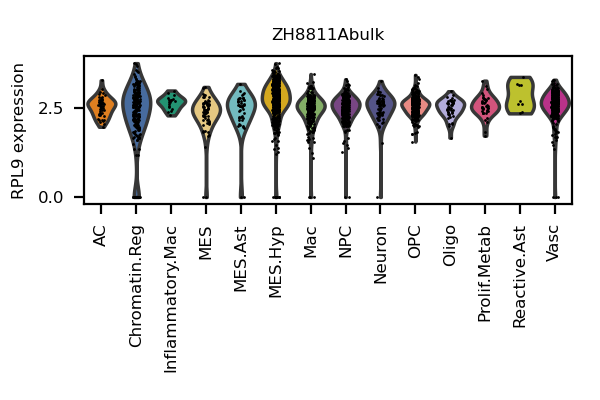 ZH8811Abulk
RPL9 expression
2.5
0.0
AC
Chromatin.Reg
Inflammatory.Mac
MES
MES.Ast
MES.Hyp
Mac
NPC
Neuron
OPC
Oligo
Prolif.Metab
Reactive.Ast
Vasc